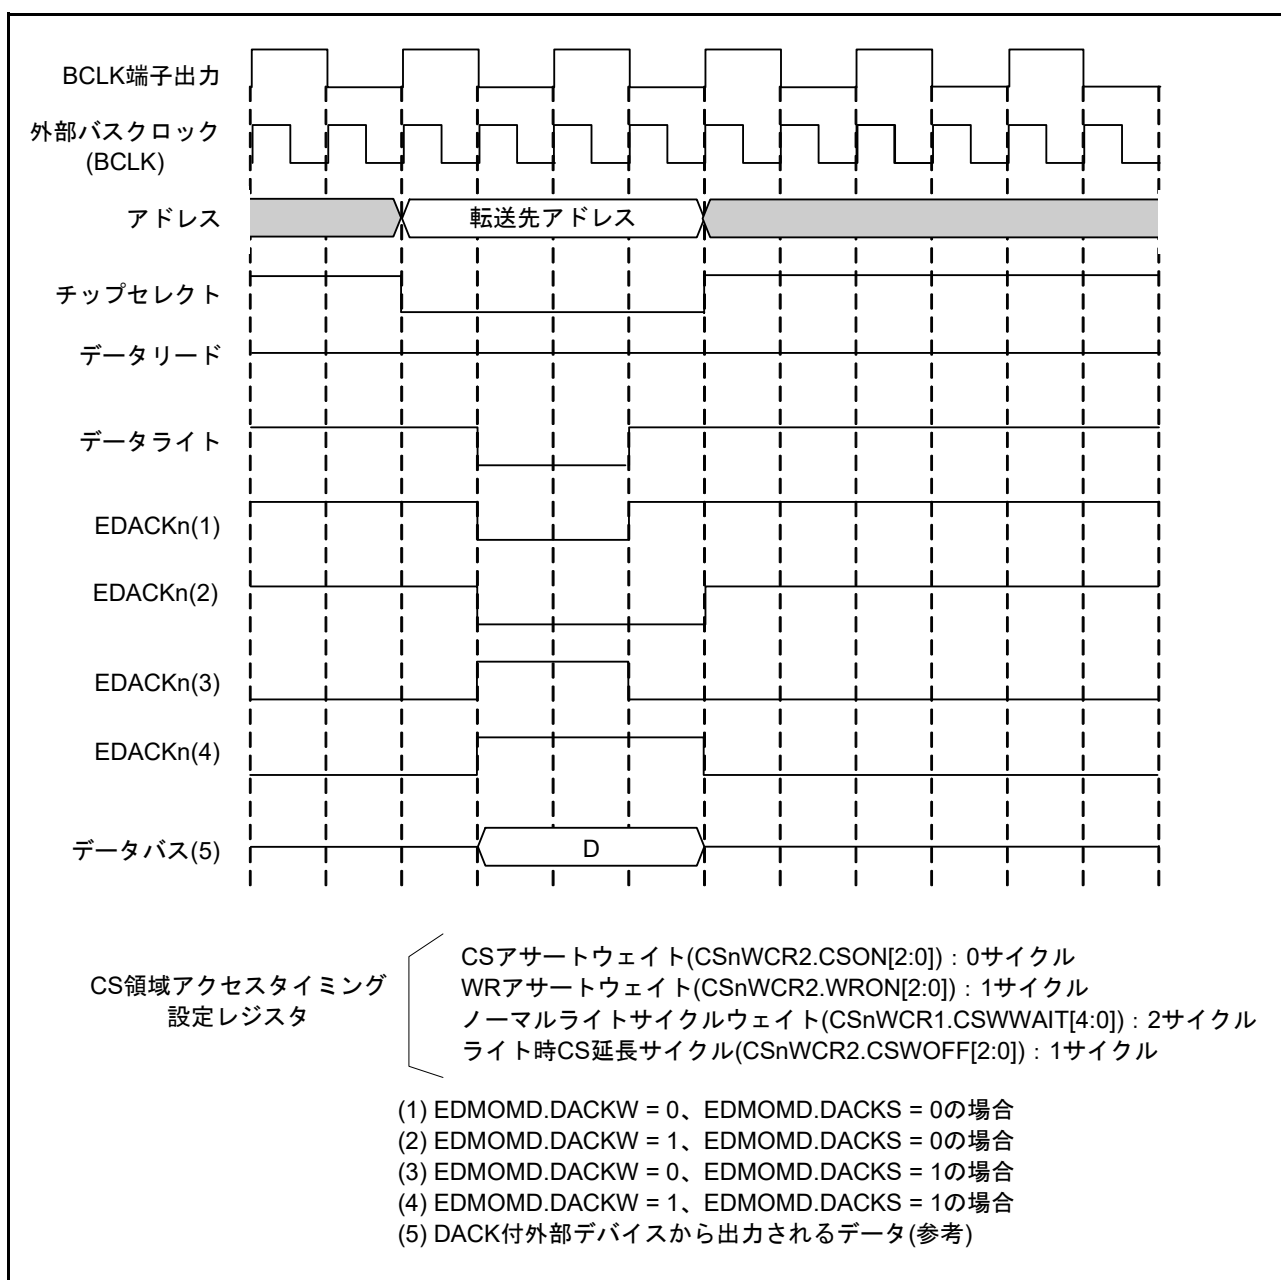 BCLK端子出力
外部バスクロック
(BCLK)
アドレス
転送先アドレス
チップセレクト
データリード
データライト
EDACKn(1)
EDACKn(2)
EDACKn(3)
EDACKn(4)
データバス(5)
D
CS領域アクセスタイミング
設定レジスタ
CSアサートウェイト(CSnWCR2.CSON[2:0])：0サイクル
WRアサートウェイト(CSnWCR2.WRON[2:0])：1サイクル
ノーマルライトサイクルウェイト(CSnWCR1.CSWWAIT[4:0])：2サイクル
ライト時CS延長サイクル(CSnWCR2.CSWOFF[2:0])：1サイクル
(1) EDMOMD.DACKW = 0、EDMOMD.DACKS = 0の場合
(2) EDMOMD.DACKW = 1、EDMOMD.DACKS = 0の場合
(3) EDMOMD.DACKW = 0、EDMOMD.DACKS = 1の場合
(4) EDMOMD.DACKW = 1、EDMOMD.DACKS = 1の場合
(5) DACK付外部デバイスから出力されるデータ(参考)